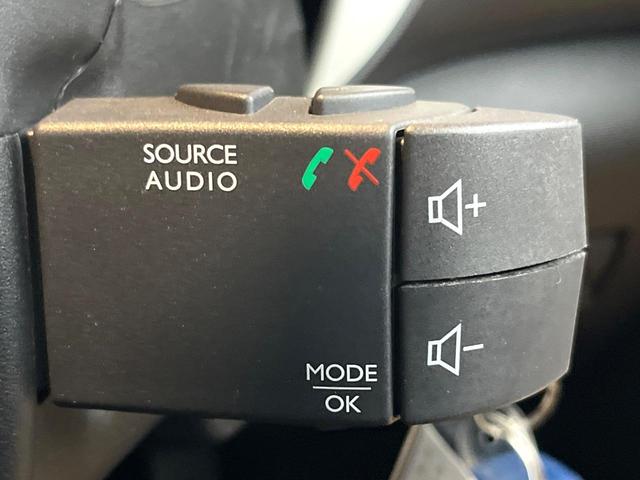 SOURCE
AUDIO
+
-
MODE
OK